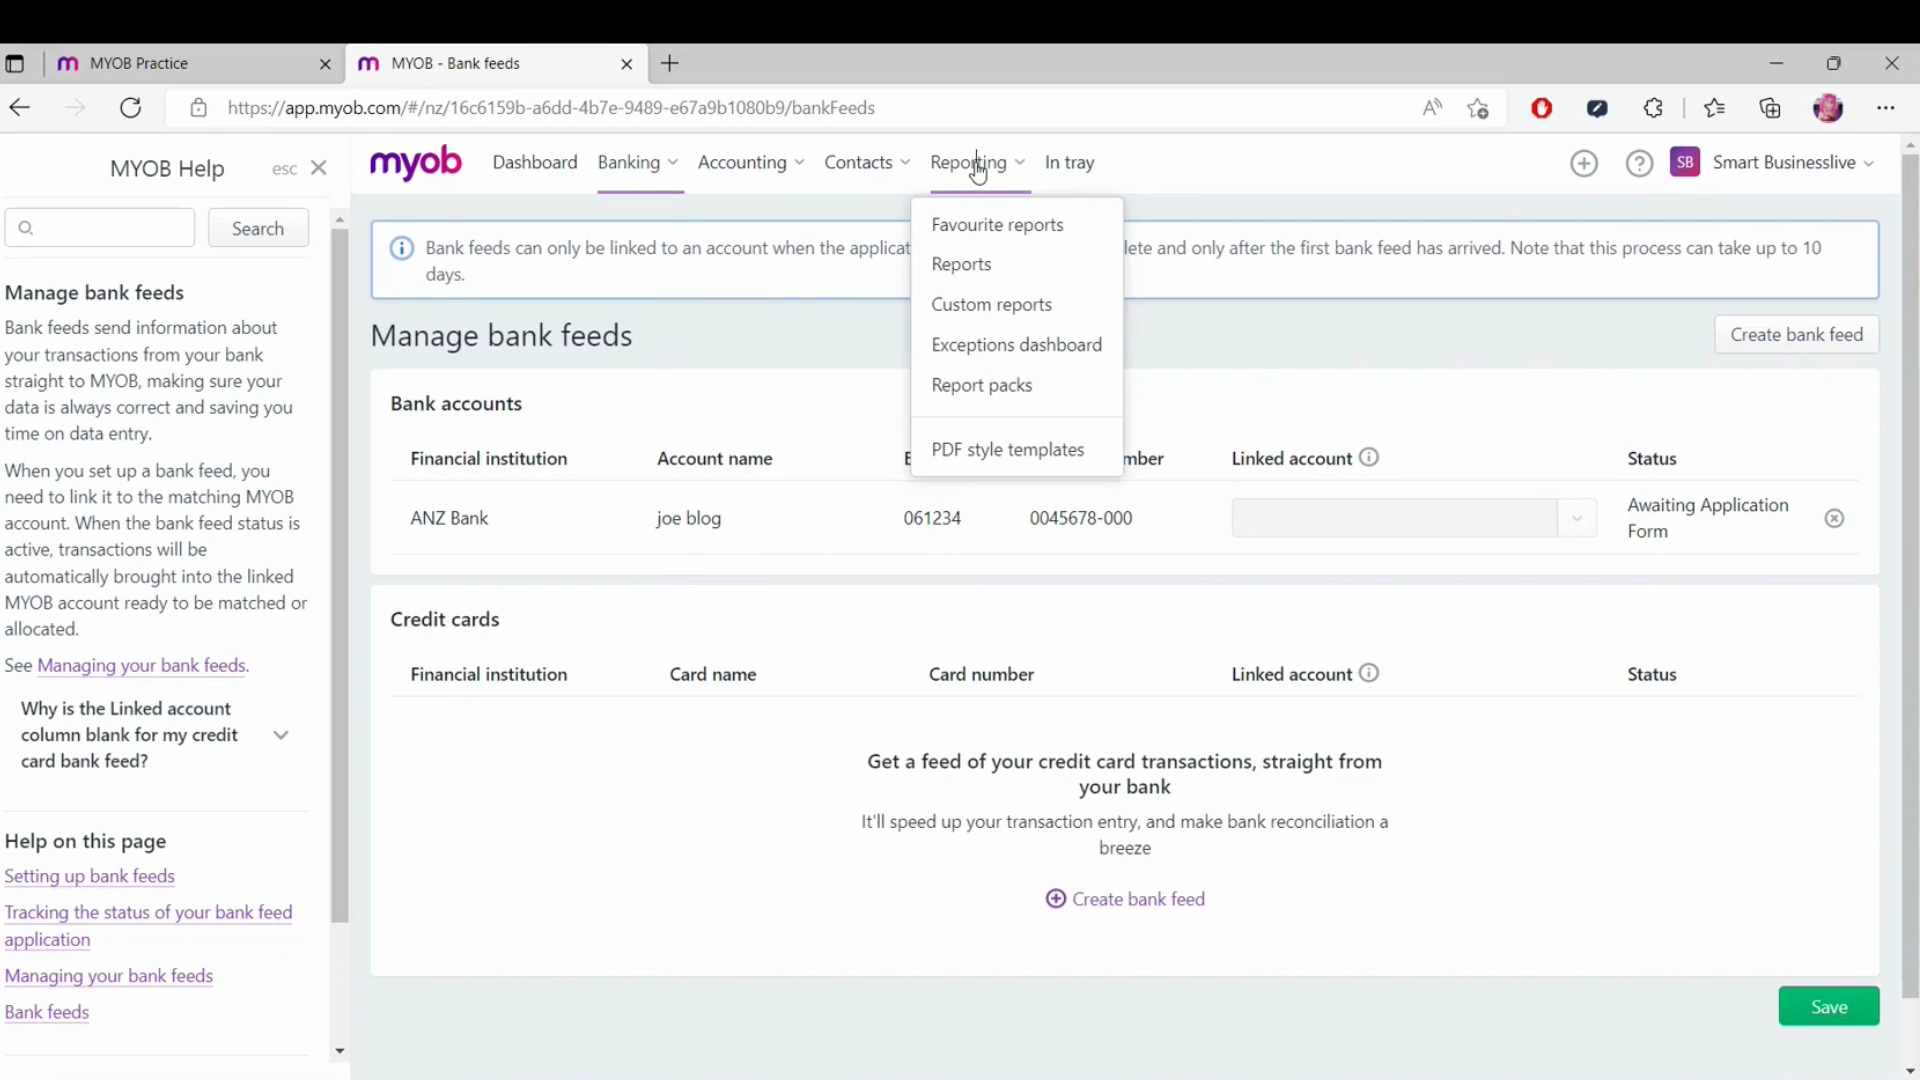 MYOB Practice
MYOB - Bank feeds
https://app.myob.com/#/nz/16c6159b-a6dd-4b7e-9489-e67a9b1080b9/bankFeeds
MYOB Help
esc
Search
Manage bank feeds
Bank feeds send information about
your transactions from your bank
straight to MYOB, making sure your
data is always correct and saving you
time on data entry.
When you set up a bank feed, you
need to link it to the matching MYOB
account. When the bank feed status is
active, transactions will be
automatically brought into the linked
MYOB account ready to be matched or
allocated.
See Managing your bank feeds.
Why is the Linked account
column blank for my credit
card bank feed?
Help on this page
Setting up bank feeds
Tracking the status of your bank feed
application
Managing your bank feeds
Bank feeds
myob
Dashboard
Banking
Accounting
Contacts
Reporting
In tray
SB
Smart Businesslive
Favourite reports
Reports
Custom reports
Exceptions dashboard
Report packs
PDF style templates
Bank feeds can only be linked to an account when the applicat lete and only after the first bank feed has arrived. Note that this process can take up to 10
days.
Manage bank feeds
Create bank feed
Bank accounts
Financial institution
Account name
mber
Linked account
Status
ANZ Bank
joe blog
061234
0045678-000
Awaiting Application
Form
Credit cards
Financial institution
Card name
Card number
Linked account
Status
Get a feed of your credit card transactions, straight from
your bank
It'll speed up your transaction entry, and make bank reconciliation a
breeze
Create bank feed
Save